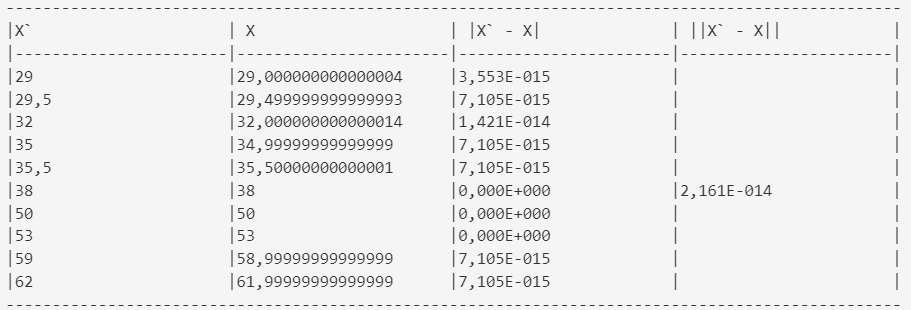 -----------------------------------------------------------------------------------------
|X`                    | X                    | |X` - X|             | ||X` - X||           |
|----------------------|----------------------|----------------------|----------------------|
|29                    |29,000000000000004    |3,553E-015            |                      |
|29,5                  |29,499999999999993    |7,105E-015            |                      |
|32                    |32,000000000000014    |1,421E-014            |                      |
|35                    |34,99999999999999     |7,105E-015            |                      |
|35,5                  |35,50000000000001     |7,105E-015            |                      |
|38                    |38                    |0,000E+000            |2,161E-014            |
|50                    |50                    |0,000E+000            |                      |
|53                    |53                    |0,000E+000            |                      |
|59                    |58,99999999999999     |7,105E-015            |                      |
|62                    |61,99999999999999     |7,105E-015            |                      |
-----------------------------------------------------------------------------------------